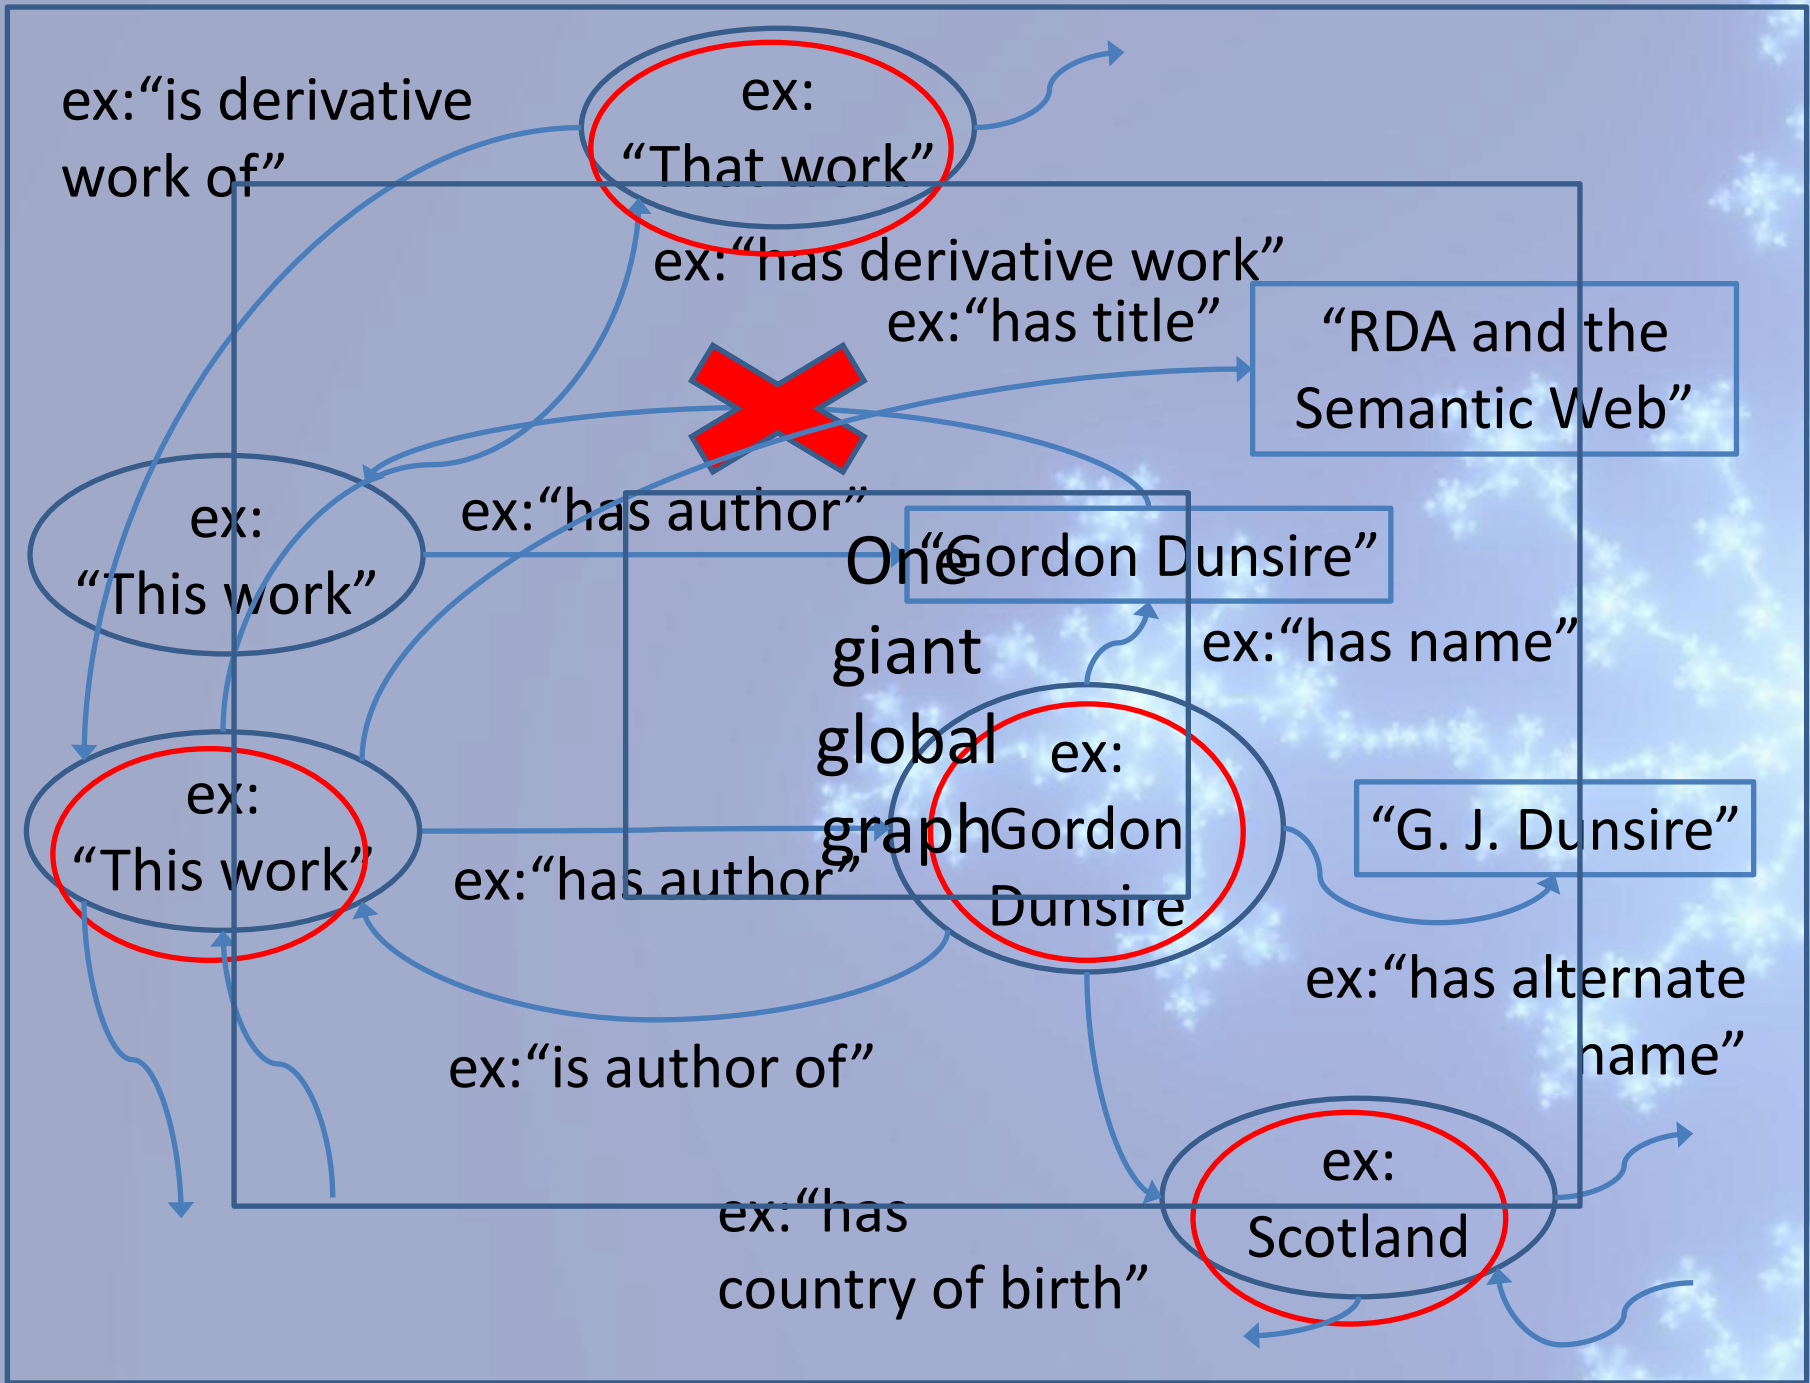 ex:“is derivative
work of”
ex:
“That work”
ex:“has derivative work”
ex:“has title”
“RDA and the
Semantic Web”
ex:
“This work”
ex:“has author”
“Gordon Dunsire”
One
giant
global
graph
ex:“has name”
ex:
Gordon
Dunsire
“G. J. Dunsire”
ex:
“This work”
ex:“has author”
ex:“has alternate
name”
ex:“is author of”
ex:
Scotland
ex:“has
country of birth”